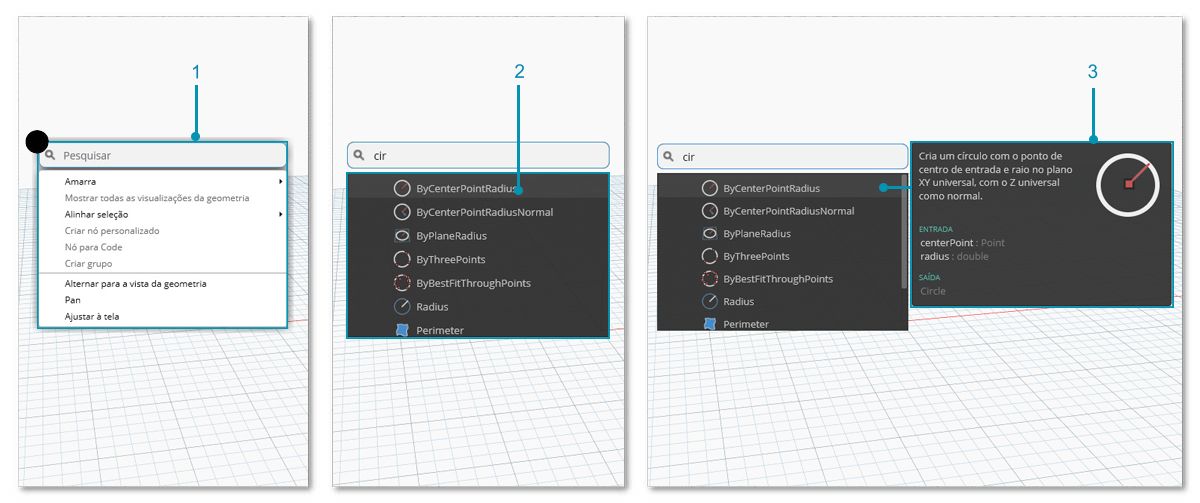 1
Pesquisar
Amarra
Mostrar todas as visualizações da geometria
Alinhar seleção
Criar nó personalizado
Nó para Code
Criar grupo
Alternar para a vista da geometria
Pan
Ajustar à tela
2
cir
ByCenterPointRadius
ByCenterPointRadiusNormal
ByPlaneRadius
ByThreePoints
ByBestFitThroughPoints
Radius
Perimeter
3
cir
ByCenterPointRadius
ByCenterPointRadiusNormal
ByPlaneRadius
ByThreePoints
ByBestFitThroughPoints
Radius
Perimeter
Cria um círculo com o ponto de
centro de entrada e raio no plano
XY universal, com o Z universal
como normal.
ENTRADA
centerPoint : Point
radius : double
SAÍDA
Circle